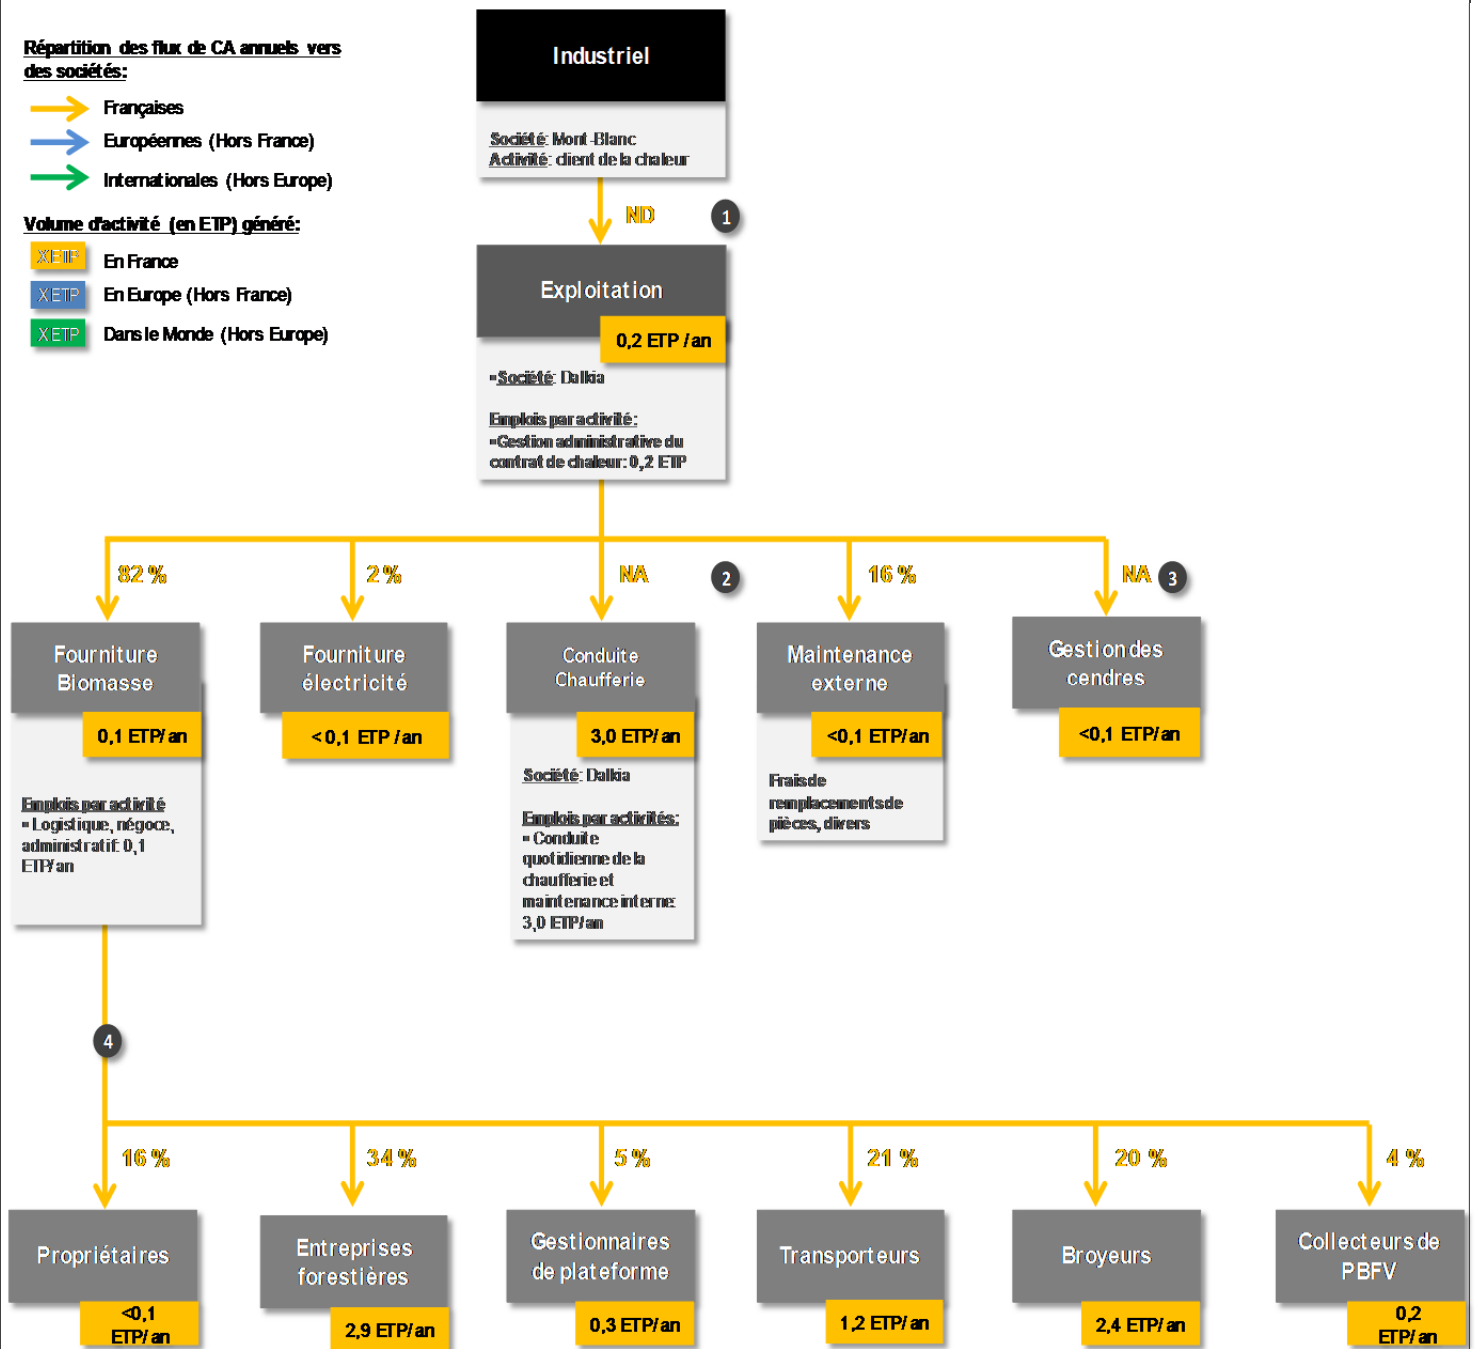 Répartition des flux de CA annuels vers
des sociétés:
Françaises
Européennes (Hors France)
Internationales (Hors Europe)
Volume d'activité (en ETP) généré:
XETP
En France
XETP
En Europe (Hors France)
XETP
Dans le Monde (Hors Europe)
Industriel
Société: Mont-Blanc
Activité: client de la chaleur
ND
1
Exploitation
0,2 ETP / an
▪Société: Dalkia
Emplois par activité:
▪Gestion administrative du
contrat de chaleur: 0,2 ETP
82 %
2 %
NA
2
16 %
NA
3
Fourniture
Biomasse
0,1 ETP/ an
Emplois par activité
▪ Logistique, négoce,
administratif: 0,1
ETP/ an
Fourniture
électricité
< 0,1 ETP / an
Conduite
Chaufferie
3,0 ETP/ an
Société: Dalkia
Emplois par activités:
▪ Conduite
quotidienne de la
chaufferie et
maintenance interne:
3,0 ETP/ an
Maintenance
externe
<0,1 ETP/ an
Frais de
remplacements de
pièces, divers
Gestion des
cendres
<0,1 ETP/ an
4
16 %
34 %
5 %
21 %
20 %
4 %
Propriétaires
<0,1
ETP/ an
Entreprises
forestières
2,9 ETP/ an
Gestionnaires
de plateforme
0,3 ETP/ an
Transporteurs
1,2 ETP/ an
Broyeurs
2,4 ETP/ an
Collecteurs de
PBFV
0,2
ETP/ an